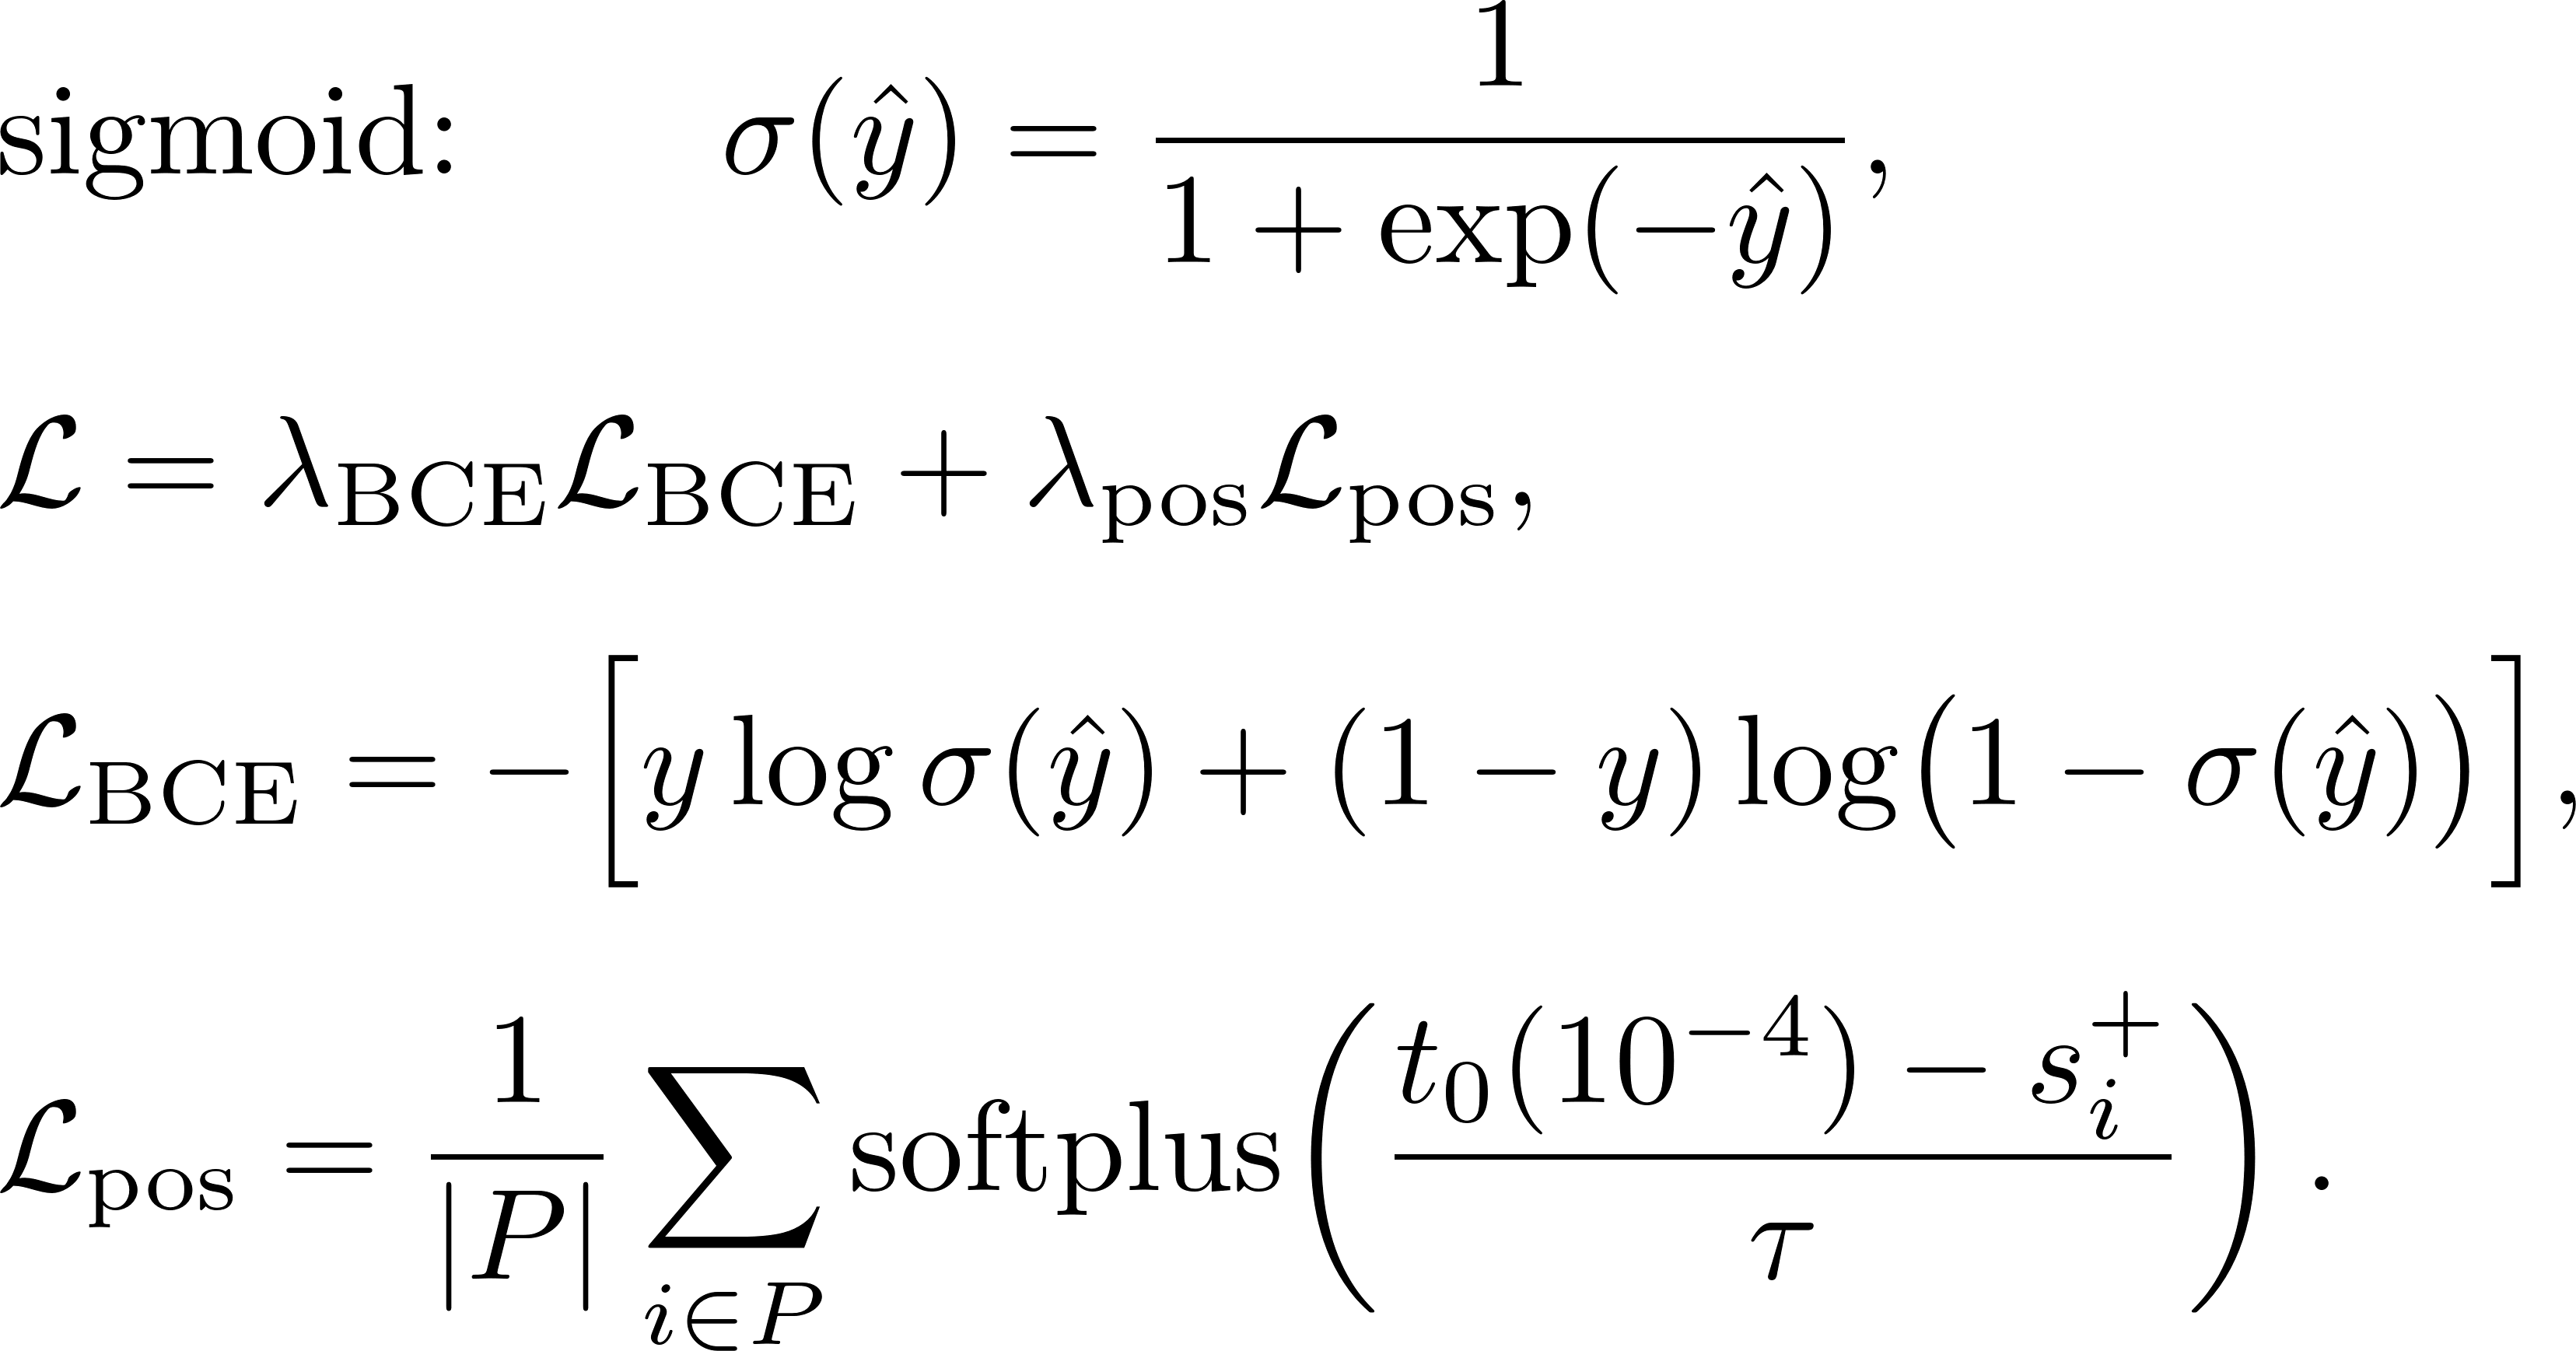 sigmoid: σ(ŷ) = 1 / (1 + exp(−ŷ)),
𝓛 = λ_BCE 𝓛_BCE + λ_pos 𝓛_pos,
𝓛_BCE = −[y log σ(ŷ) + (1 − y) log(1 − σ(ŷ))],
𝓛_pos = 1/|P| ∑_{i∈P} softplus((t_0(10^{−4}) − s_i^+) / τ).